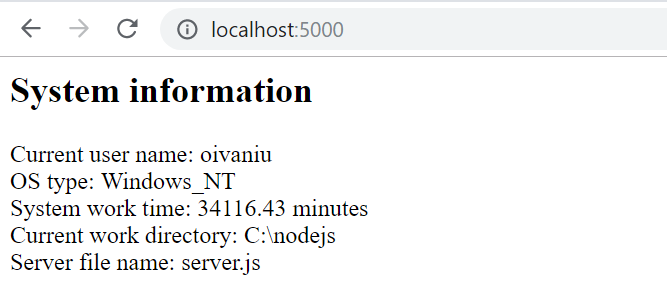 localhost:5000
System information
Current user name: oivaniu
OS type: Windows_NT
System work time: 34116.43 minutes
Current work directory: C:\nodejs
Server file name: server.js